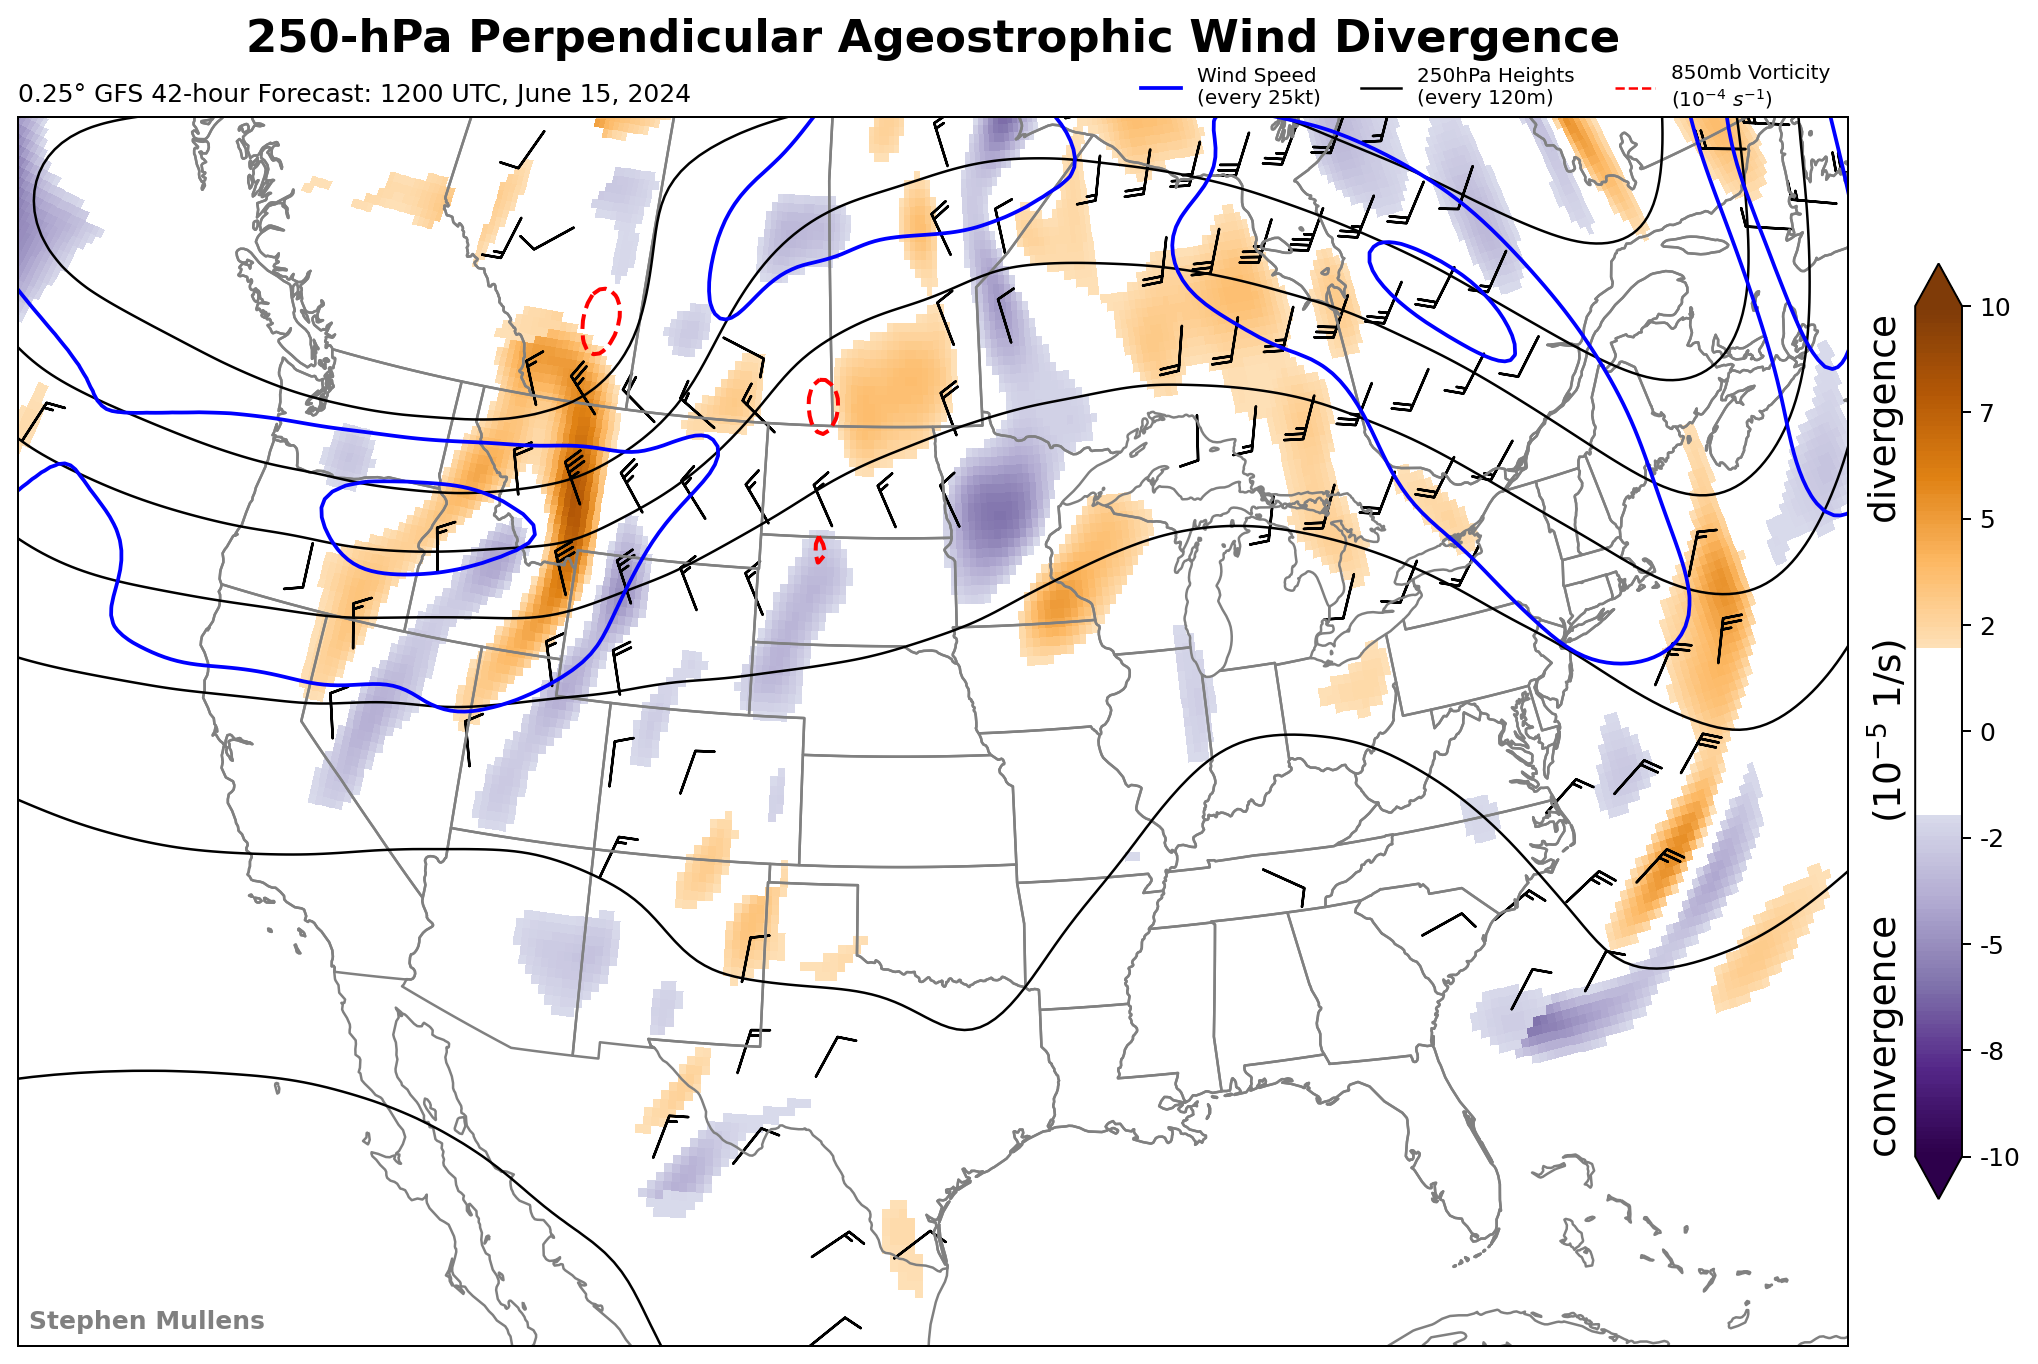 250-hPa Perpendicular Ageostrophic Wind Divergence
0.25° GFS 42-hour Forecast: 1200 UTC, June 15, 2024
Wind Speed
(every 25kt)
250hPa Heights
(every 120m)
850mb Vorticity
(10⁻⁴ s⁻¹)
10
7
5
2
0
-2
-5
-8
-10
convergence (10⁻⁵ 1/s) divergence
Stephen Mullens